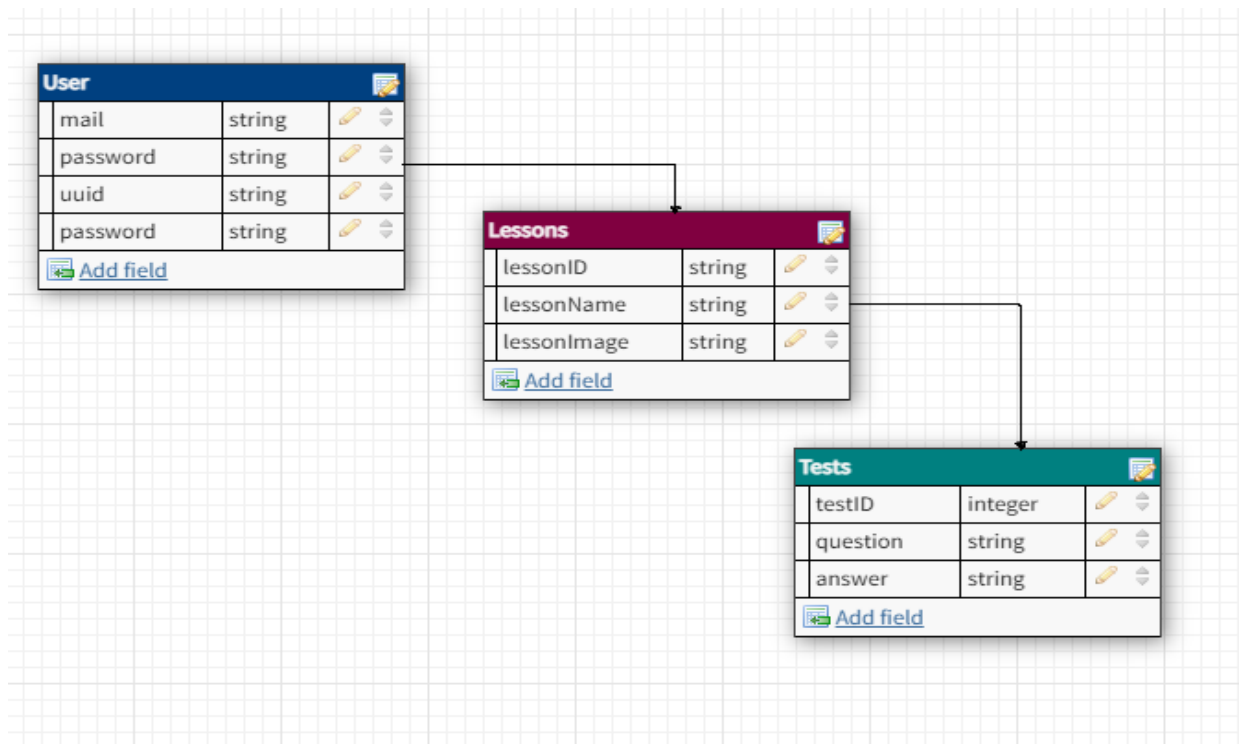 User
mail string
password string
uuid string
password string
Add field
Lessons
lessonID string
lessonName string
lessonImage string
Add field
Tests
testID integer
question string
answer string
Add field